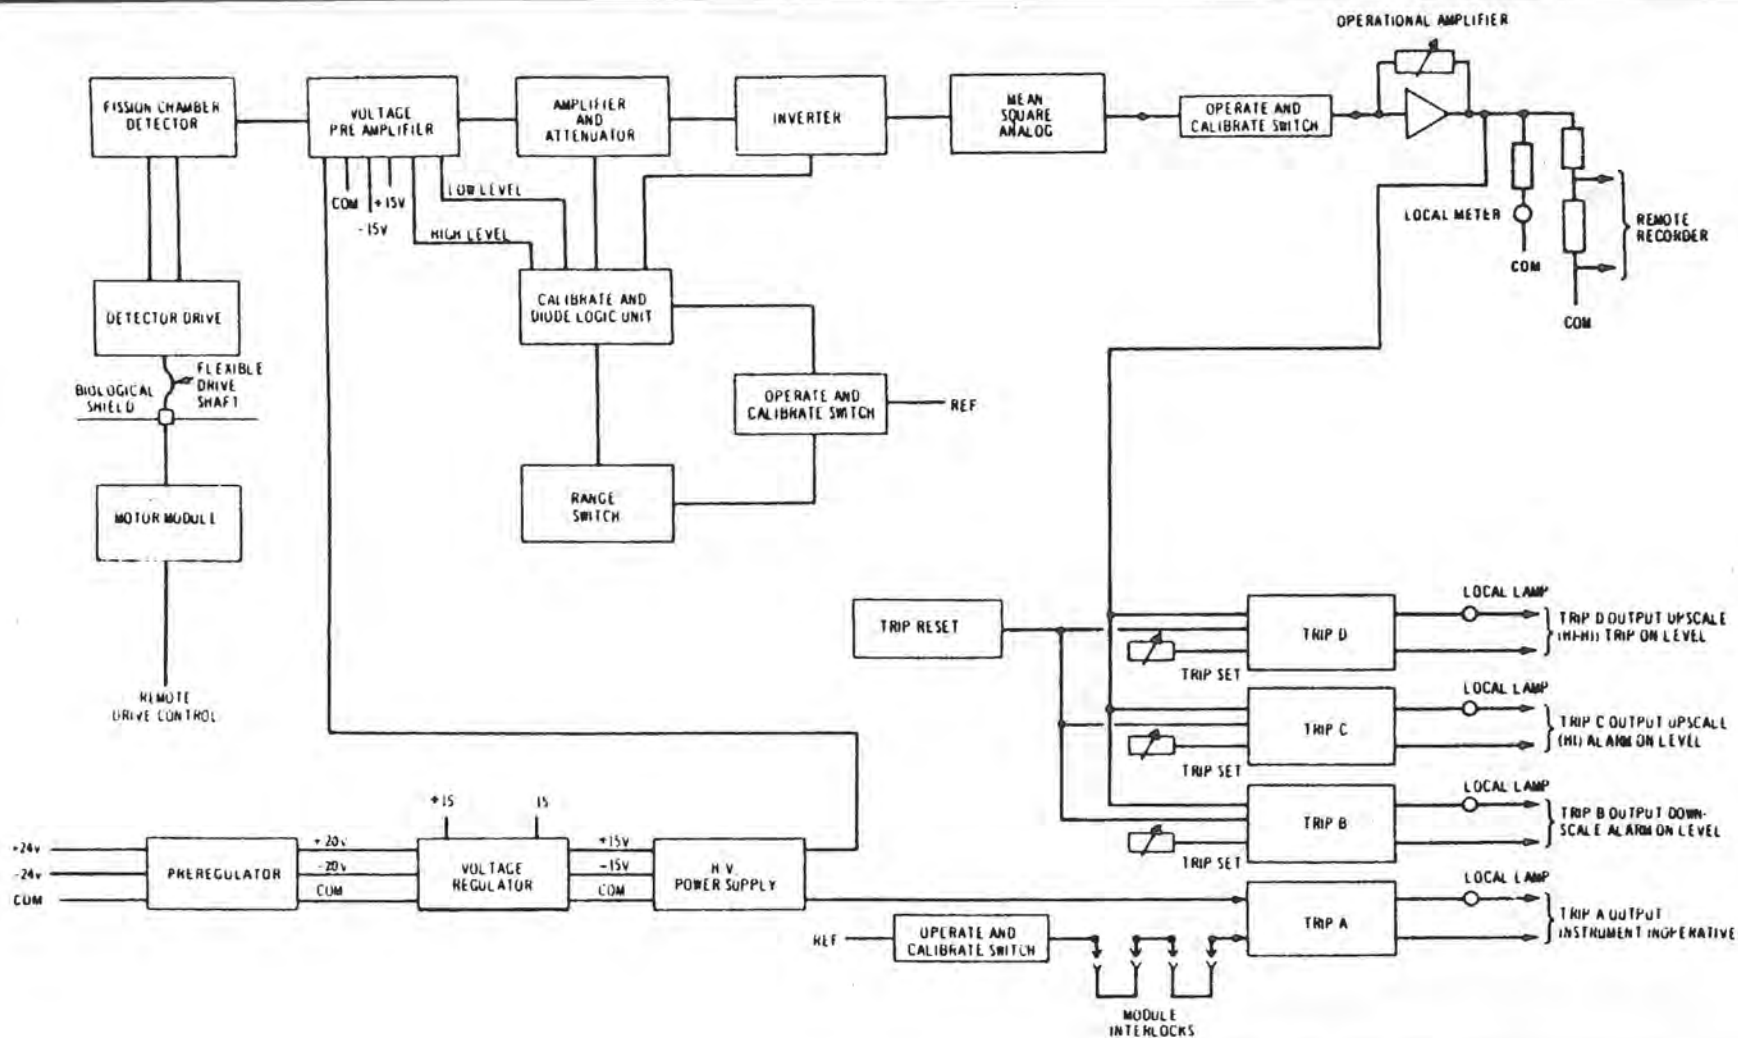 OPERATIONAL AMPLIFIER
FISSION CHAMBER
DETECTOR
VOLTAGE
PRE AMPLIFIER
AMPLIFIER
AND
ATTENUATOR
INVERTER
MEAN
SQUARE
ANALOG
OPERATE AND
CALIBRATE SWITCH
COM
+15V
-15V
LOW LEVEL
HIGH LEVEL
LOCAL METER
COM
REMOTE
RECORDER
COM
DETECTOR DRIVE
CALIBRATE AND
DIODE LOGIC UNIT
FLEXIBLE
DRIVE
SHAFT
BIOLOGICAL
SHIELD
OPERATE AND
CALIBRATE SWITCH
REF
MOTOR MODULE
RANGE
SWITCH
REMOTE
DRIVE CONTROL
TRIP RESET
TRIP D
TRIP SET
LOCAL LAMP
TRIP D OUTPUT UPSCALE
(HI-HI) TRIP ON LEVEL
TRIP C
TRIP SET
LOCAL LAMP
TRIP C OUTPUT UPSCALL
(HI) ALARM ON LEVEL
TRIP B
TRIP SET
LOCAL LAMP
TRIP B OUTPUT DOWN-
SCALE ALARM ON LEVEL
+24V
-24V
COM
PREREGULATOR
+20V
-20V
COM
+15
15
VOLTAGE
REGULATOR
+15V
-15V
COM
H.V.
POWER SUPPLY
TRIP A
LOCAL LAMP
TRIP A OUTPUT
INSTRUMENT INOPERATIVE
REF
OPERATE AND
CALIBRATE SWITCH
MODULE
INTERLOCKS